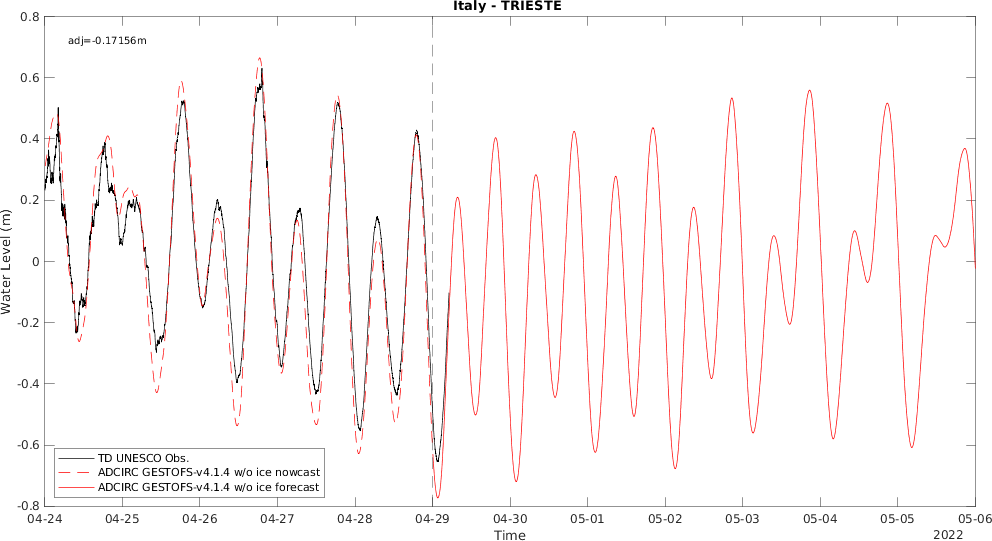 Italy - TRIESTE
adj=-0.17156m
0.8
0.6
0.4
0.2
0
-0.2
-0.4
-0.6
-0.8
Water Level (m)
TD UNESCO Obs.
ADCIRC GESTOFS-v4.1.4 w/o ice nowcast
ADCIRC GESTOFS-v4.1.4 w/o ice forecast
04-24 04-25 04-26 04-27 04-28 04-29 04-30 05-01 05-02 05-03 05-04 05-05 05-06
Time
2022